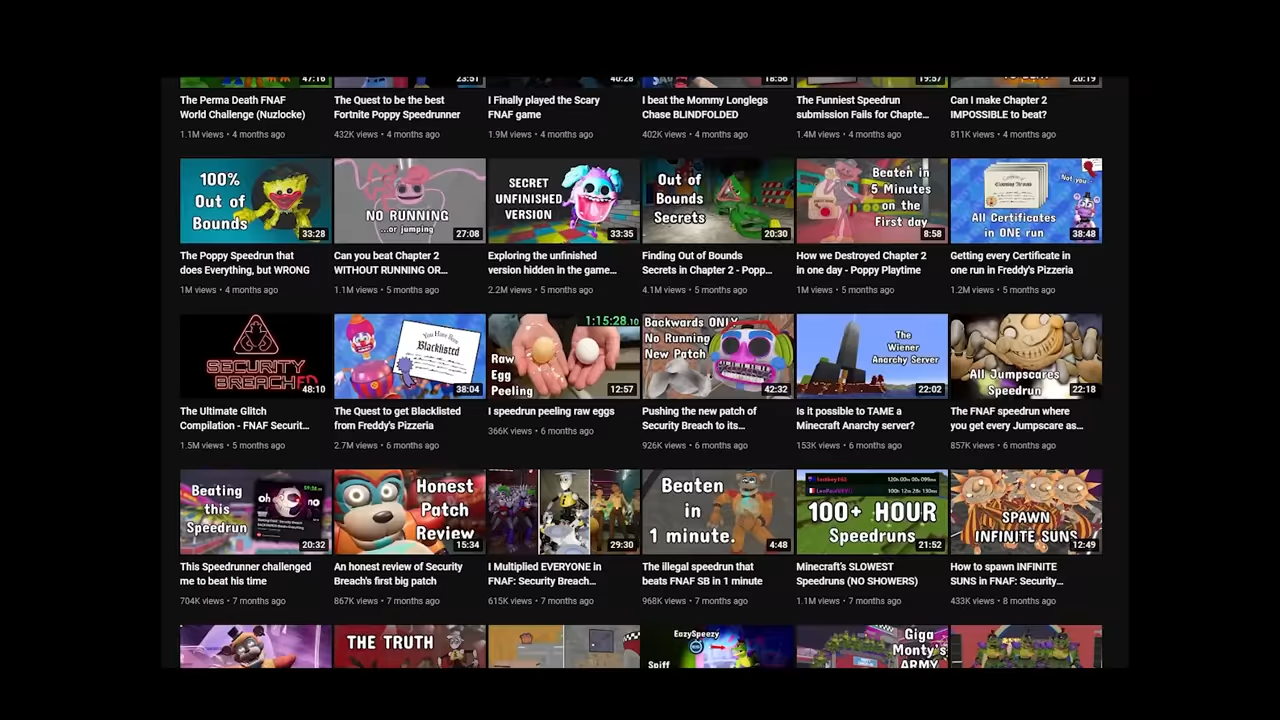 47:16
23:51
40:28
18:56
19:57
20:19
The Perma Death FNAF
World Challenge (Nuzlocke)
1.1M views • 4 months ago
The Quest to be the best
Fortnite Poppy Speedrunner
432K views • 4 months ago
I Finally played the Scary
FNAF game
1.9M views • 4 months ago
I beat the Mommy Longlegs
Chase BLINDFOLDED
402K views • 4 months ago
The Funniest Speedrun
submission Fails for Chapte...
1.4M views • 4 months ago
Can I make Chapter 2
IMPOSSIBLE to beat?
811K views • 4 months ago
100%
Out of
Bounds
33:28
NO RUNNING
...or jumping
27:08
SECRET
UNFINISHED
VERSION
33:35
Out of
Bounds
Secrets
20:30
Beaten in
5 Minutes
on the
First day
8:58
Not you
All Certificates
in ONE run
38:48
The Poppy Speedrun that
does Everything, but WRONG
1M views • 4 months ago
Can you beat Chapter 2
WITHOUT RUNNING OR...
1.1M views • 5 months ago
Exploring the unfinished
version hidden in the game...
2.2M views • 5 months ago
Finding Out of Bounds
Secrets in Chapter 2 - Popp...
4.1M views • 5 months ago
How we Destroyed Chapter 2
in one day - Poppy Playtime
1M views • 5 months ago
Getting every Certificate in
one run in Freddy's Pizzeria
1.2M views • 5 months ago
SECURITY
BREACHED
48:10
You Have Been
Blacklisted
38:04
1:15:28.10
Raw
Egg
Peeling
12:57
Backwards ONLY
No Running
New Patch
42:32
The
Wiener
Anarchy Server
22:02
All Jumpscares
Speedrun
22:18
The Ultimate Glitch
Compilation - FNAF Securit...
1.5M views • 5 months ago
The Quest to get Blacklisted
from Freddy's Pizzeria
2.7M views • 6 months ago
I speedrun peeling raw eggs
366K views • 6 months ago
Pushing the new patch of
Security Breach to its...
926K views • 6 months ago
Is it possible to TAME a
Minecraft Anarchy server?
153K views • 6 months ago
The FNAF speedrun where
you get every Jumpscare as...
857K views • 6 months ago
Beating
this
Speedrun
oh
no
20:32
Honest
Patch
Review
15:34
29:30
Beaten
in
1 minute.
4:48
100+ HOUR
Speedruns
21:52
SPAWN
INFINITE SUNS
12:49
This Speedrunner challenged
me to beat his time
704K views • 7 months ago
An honest review of Security
Breach's first big patch
867K views • 7 months ago
I Multiplied EVERYONE in
FNAF: Security Breach...
615K views • 7 months ago
The illegal speedrun that
beats FNAF SB in 1 minute
968K views • 7 months ago
Minecraft's SLOWEST
Speedruns (NO SHOWERS)
1.1M views • 7 months ago
How to spawn INFINITE
SUNS in FNAF: Security...
433K views • 8 months ago
THE TRUTH
EazySpeezy
Spiff
Giga
Monty's
ARMY